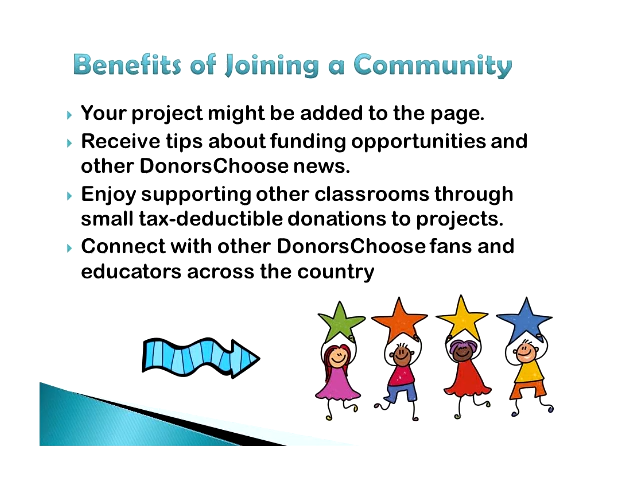 Benefits of Joining a Community
Your project might be added to the page.
Receive tips about funding opportunities and
other DonorsChoose news.
Enjoy supporting other classrooms through
small tax-deductible donations to projects.
Connect with other DonorsChoose fans and
educators across the country